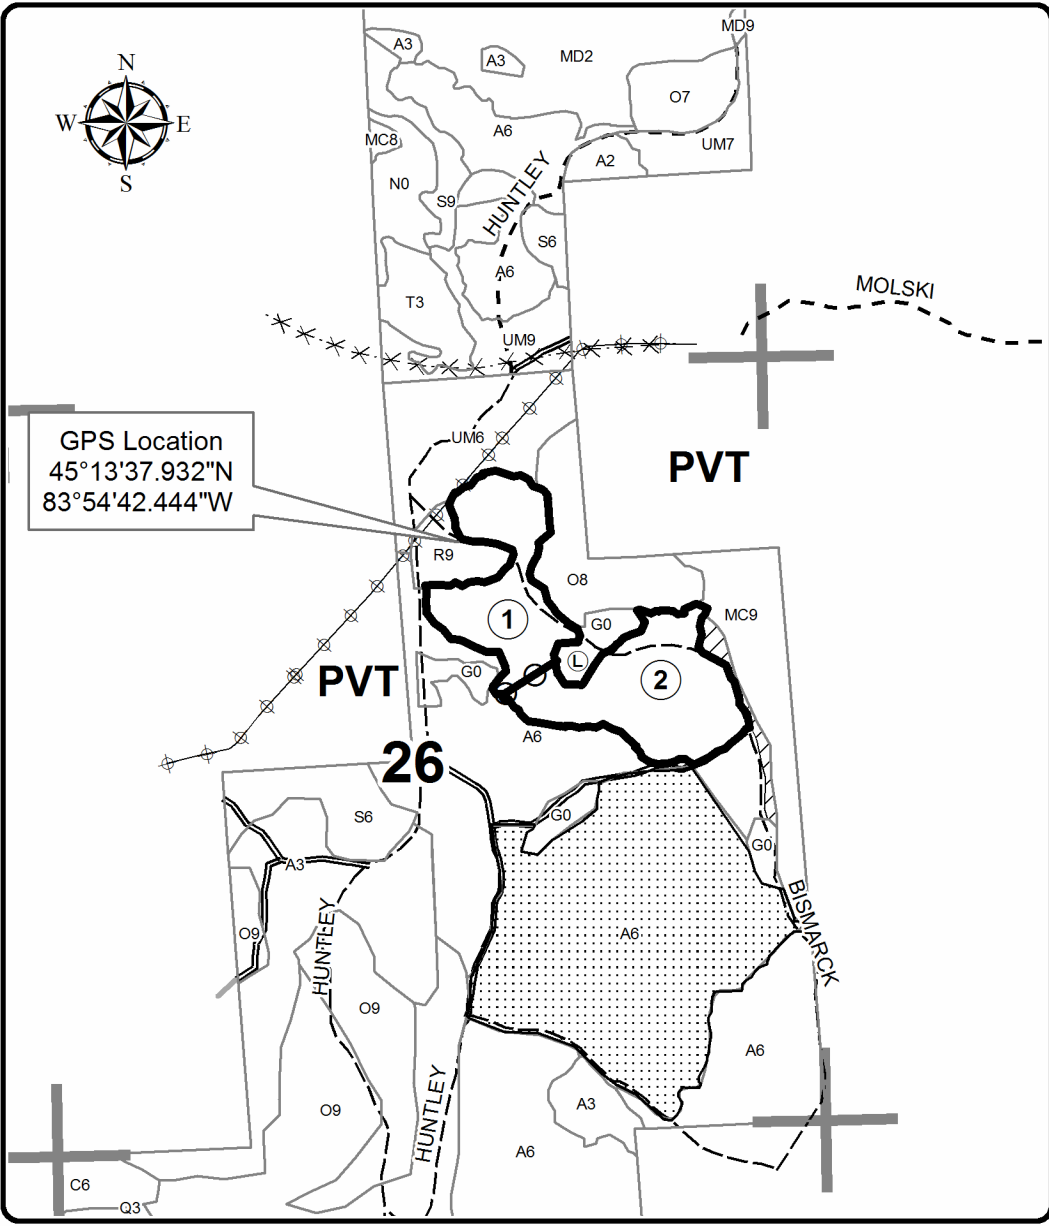 MD9
A3
A3
MD2
N
O7
W
E
A6
MC8
UM7
A2
S
N0
HUNTLEY
S9
S6
A6
MOLSKI
T3
UM9
GPS Location
45°13'37.932"N
83°54'42.444"W
UM6
PVT
R9
O8
1
G0
MC9
L
G0
PVT
2
A6
26
G0
S6
G0
A3
BISMARCK
O9
A6
HUNTLEY
O9
A6
HUNTLEY
A3
O9
A6
C6
Q3